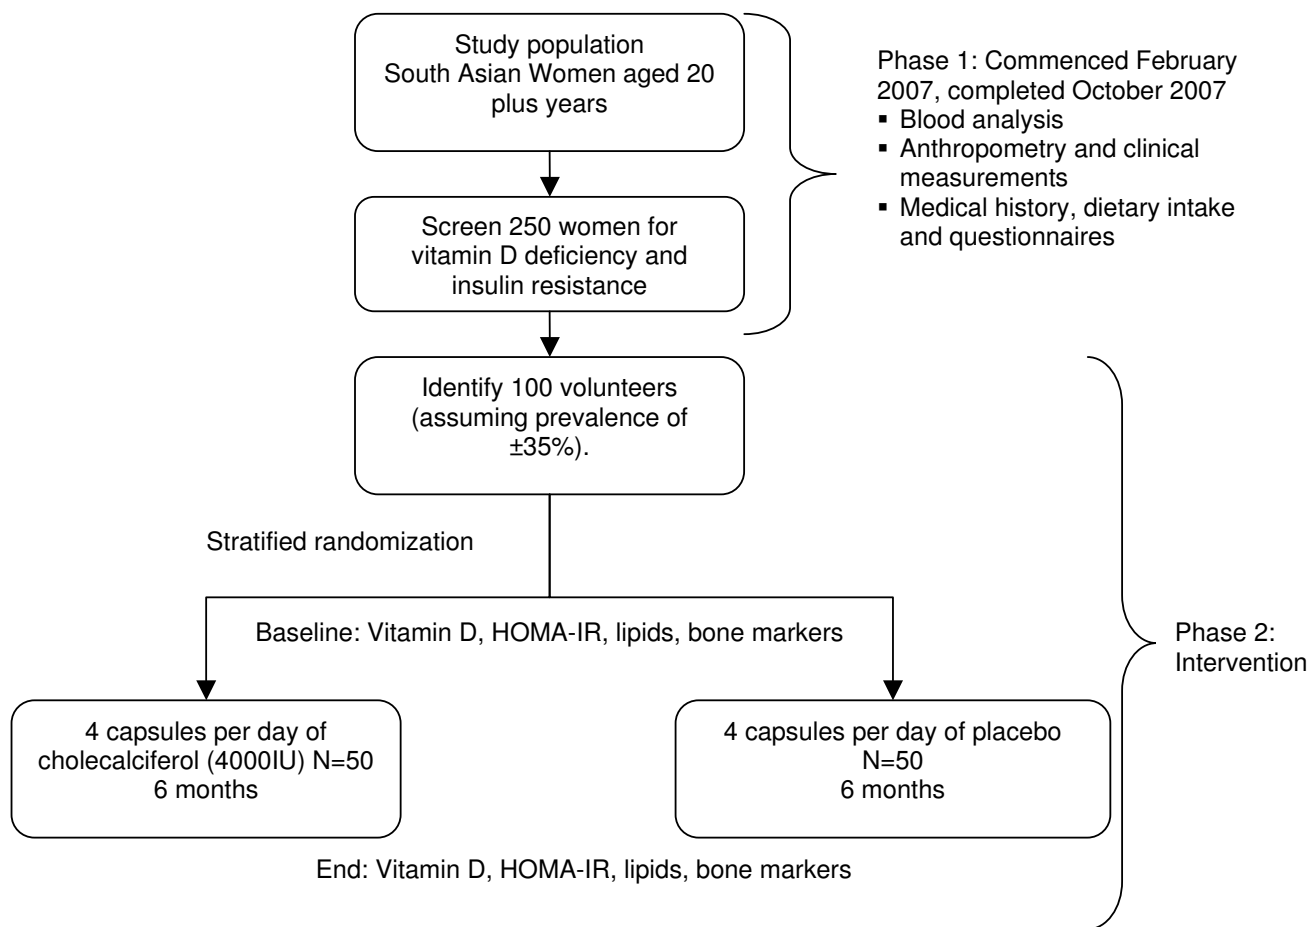 Study population
South Asian Women aged 20
plus years
Phase 1: Commenced February
2007, completed October 2007
▪ Blood analysis
▪ Anthropometry and clinical
measurements
▪ Medical history, dietary intake
and questionnaires
Screen 250 women for
vitamin D deficiency and
insulin resistance
Identify 100 volunteers
(assuming prevalence of
±35%).
Stratified randomization
Baseline: Vitamin D, HOMA-IR, lipids, bone markers
Phase 2:
Intervention
4 capsules per day of
cholecalciferol (4000IU) N=50
6 months
4 capsules per day of placebo
N=50
6 months
End: Vitamin D, HOMA-IR, lipids, bone markers